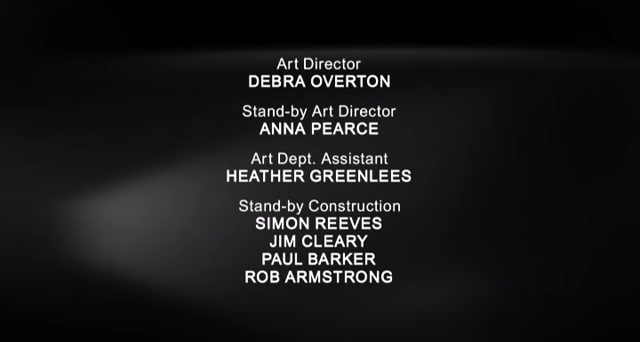 Art Director
DEBRA OVERTON
Stand-by Art Director
ANNA PEARCE
Art Dept. Assistant
HEATHER GREENLEES
Stand-by Construction
SIMON REEVES
JIM CLEARY
PAUL BARKER
ROB ARMSTRONG